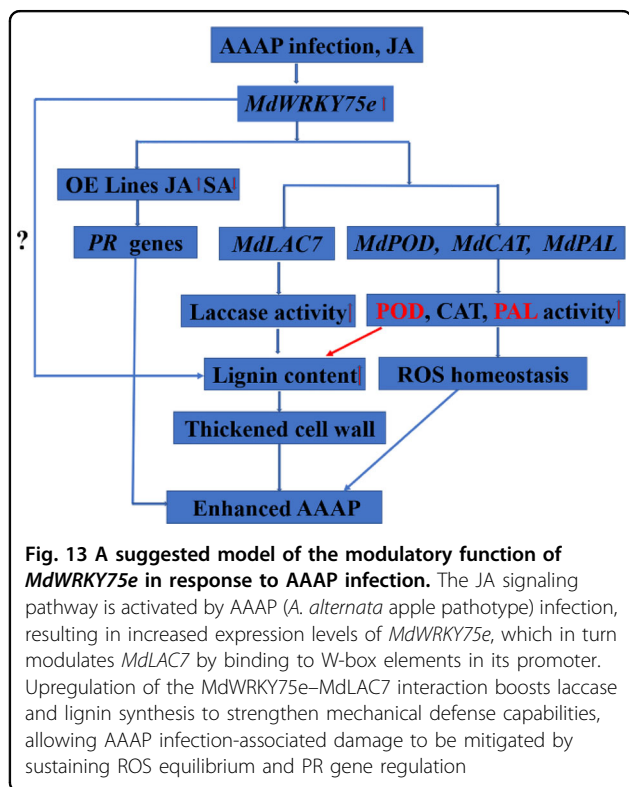 AAAP infection, JA
MdWRKY75e↑
OE Lines JA↑SA↓
?
PR genes
MdLAC7
MdPOD, MdCAT, MdPAL
Laccase activity↑
POD, CAT, PAL activity↑
Lignin content↑
ROS homeostasis
Thickened cell wall
Enhanced AAAP
Fig. 13 A suggested model of the modulatory function of
MdWRKY75e in response to AAAP infection. The JA signaling
pathway is activated by AAAP (A. alternata apple pathotype) infection,
resulting in increased expression levels of MdWRKY75e, which in turn
modulates MdLAC7 by binding to W-box elements in its promoter.
Upregulation of the MdWRKY75e–MdLAC7 interaction boosts laccase
and lignin synthesis to strengthen mechanical defense capabilities,
allowing AAAP infection-associated damage to be mitigated by
sustaining ROS equilibrium and PR gene regulation